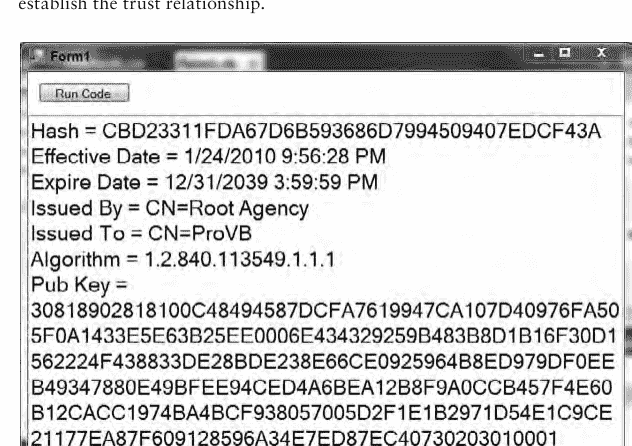 establish the trust relationship.
Form1
Run Code
Hash = CBD23311FDA67D6B593686D7994509407EDCF43A
Effective Date = 1/24/2010 9:56:28 PM
Expire Date = 12/31/2039 3:59:59 PM
Issued By = CN=Root Agency
Issued To = CN=ProVB
Algorithm = 1.2.840.113549.1.1.1
Pub Key =
30818902818100C48494587DCFA7619947CA107D40976FA50
5F0A1433E5E63B25EE0006E434329259B483B8D1B16F30D1
562224F438833DE28BDE238E66CE0925964B8ED979DF0EE
B49347880E49BFEE94CED4A6BEA12B8F9A0CCB457F4E60
B12CACC1974BA4BCF938057005D2F1E1B2971D54E1C9CE
21177EA87F609128596A34E7ED87EC40730203010001